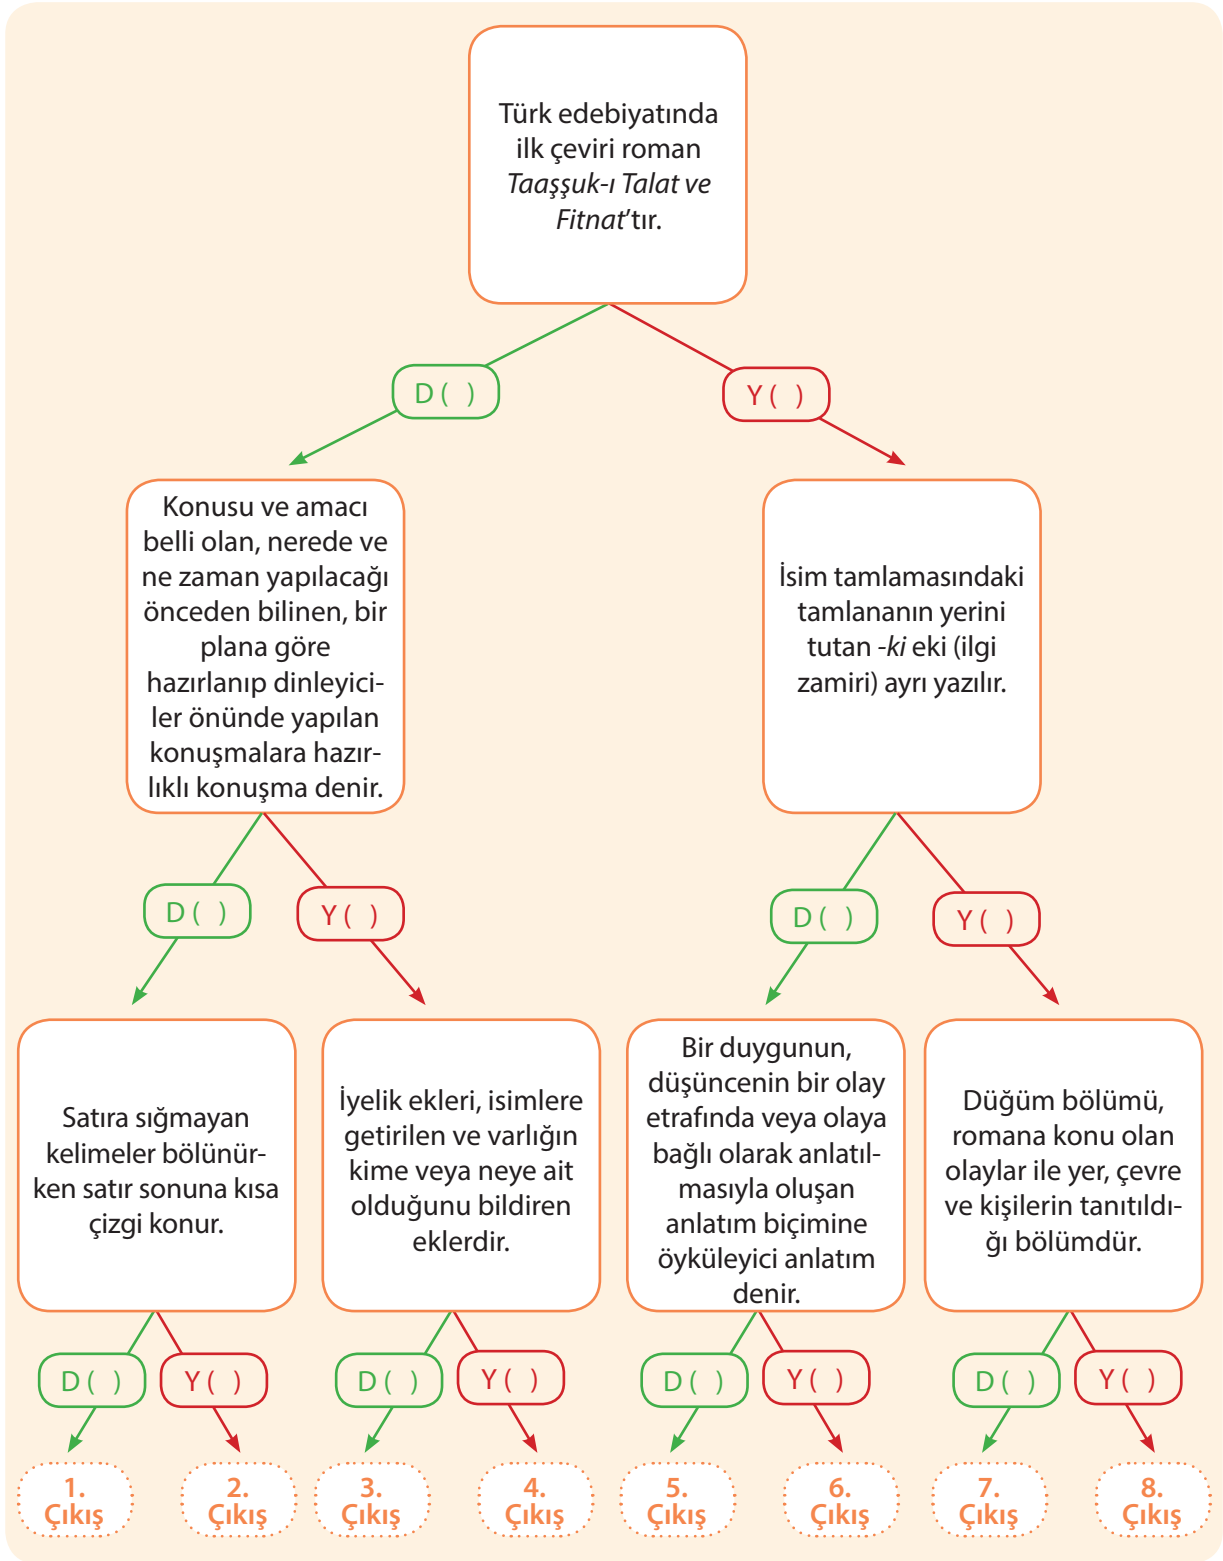 Türk edebiyatında
ilk çeviri roman
Taaşşuk-ı Talat ve
Fitnat'tır.
D (  )
Y (  )
Konusu ve amacı
belli olan, nerede ve
ne zaman yapılacağı
önceden bilinen, bir
plana göre
hazırlanıp dinleyici-
ler önünde yapılan
konuşmalara hazır-
lıklı konuşma denir.
İsim tamlamasındaki
tamlananın yerini
tutan -ki eki (ilgi
zamiri) ayrı yazılır.
D (  )
Y (  )
D (  )
Y (  )
Satıra sığmayan
kelimeler bölünür-
ken satır sonuna kısa
çizgi konur.
İyelik ekleri, isimlere
getirilen ve varlığın
kime veya neye ait
olduğunu bildiren
eklerdir.
Bir duygunun,
düşüncenin bir olay
etrafında veya olaya
bağlı olarak anlatıl-
masıyla oluşan
anlatım biçimine
öyküleyici anlatım
denir.
Düğüm bölümü,
romana konu olan
olaylar ile yer, çevre
ve kişilerin tanıtıldı-
ğı bölümdür.
D (  )
Y (  )
D (  )
Y (  )
D (  )
Y (  )
D (  )
Y (  )
1.
Çıkış
2.
Çıkış
3.
Çıkış
4.
Çıkış
5.
Çıkış
6.
Çıkış
7.
Çıkış
8.
Çıkış